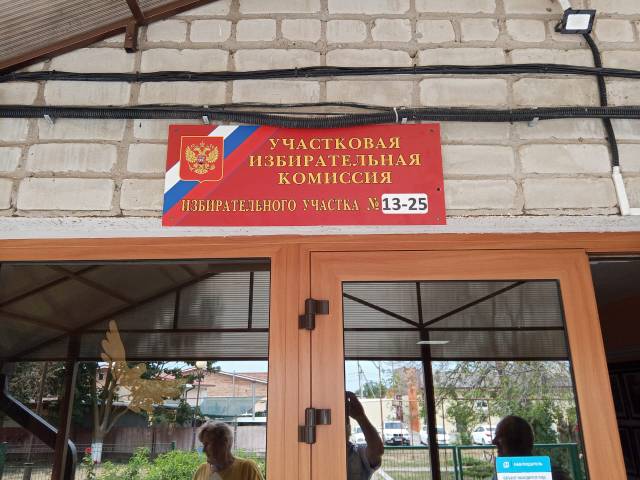 УЧАСТКОВАЯ
ИЗБИРАТЕЛЬНАЯ
КОМИССИЯ
ИЗБИРАТЕЛЬНОГО УЧАСТКА № 13-25